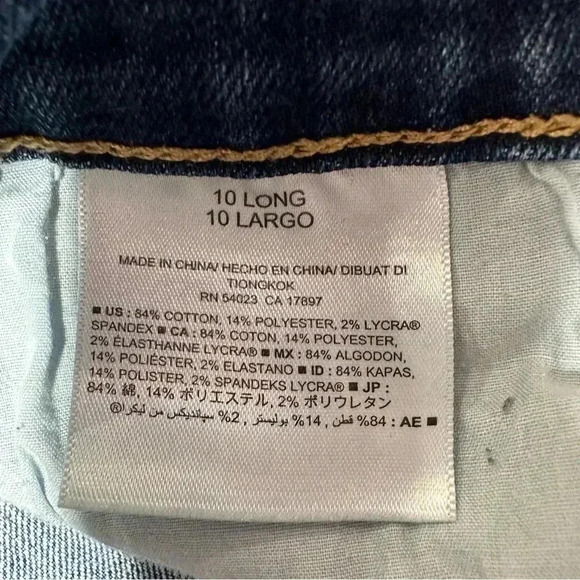 10 LONG
10 LARGO
MADE IN CHINA/ HECHO EN CHINA/ DIBUAT DI
TIONGKOK
RN 54023 CA 17897
■ US : 84% COTTON, 14% POLYESTER, 2% LYCRA®
SPANDEX ■ CA : 84% COTON, 14% POLYESTER,
2% ÉLASTHANNE LYCRA® ■ MX : 84% ALGODON,
14% POLIÉSTER, 2% ELASTANO ■ ID : 84% KAPAS,
14% POLISTER, 2% SPANDEKS LYCRA® ■ JP :
84% 綿, 14% ポリエステル, 2% ポリウレタン
■ AE : 84% قطن , 14% بوليستر , 2% سباندیکس من ليكرا®